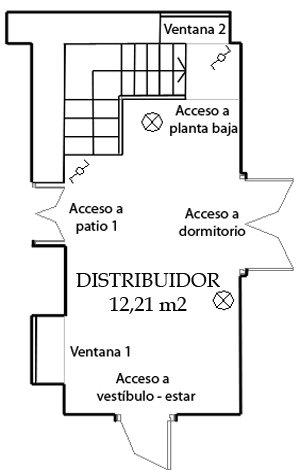 Ventana 2
Acceso a
planta baja
Acceso a
patio 1
Acceso a
dormitorio
DISTRIBUIDOR
12,21 m2
Ventana 1
Acceso a
vestíbulo - estar